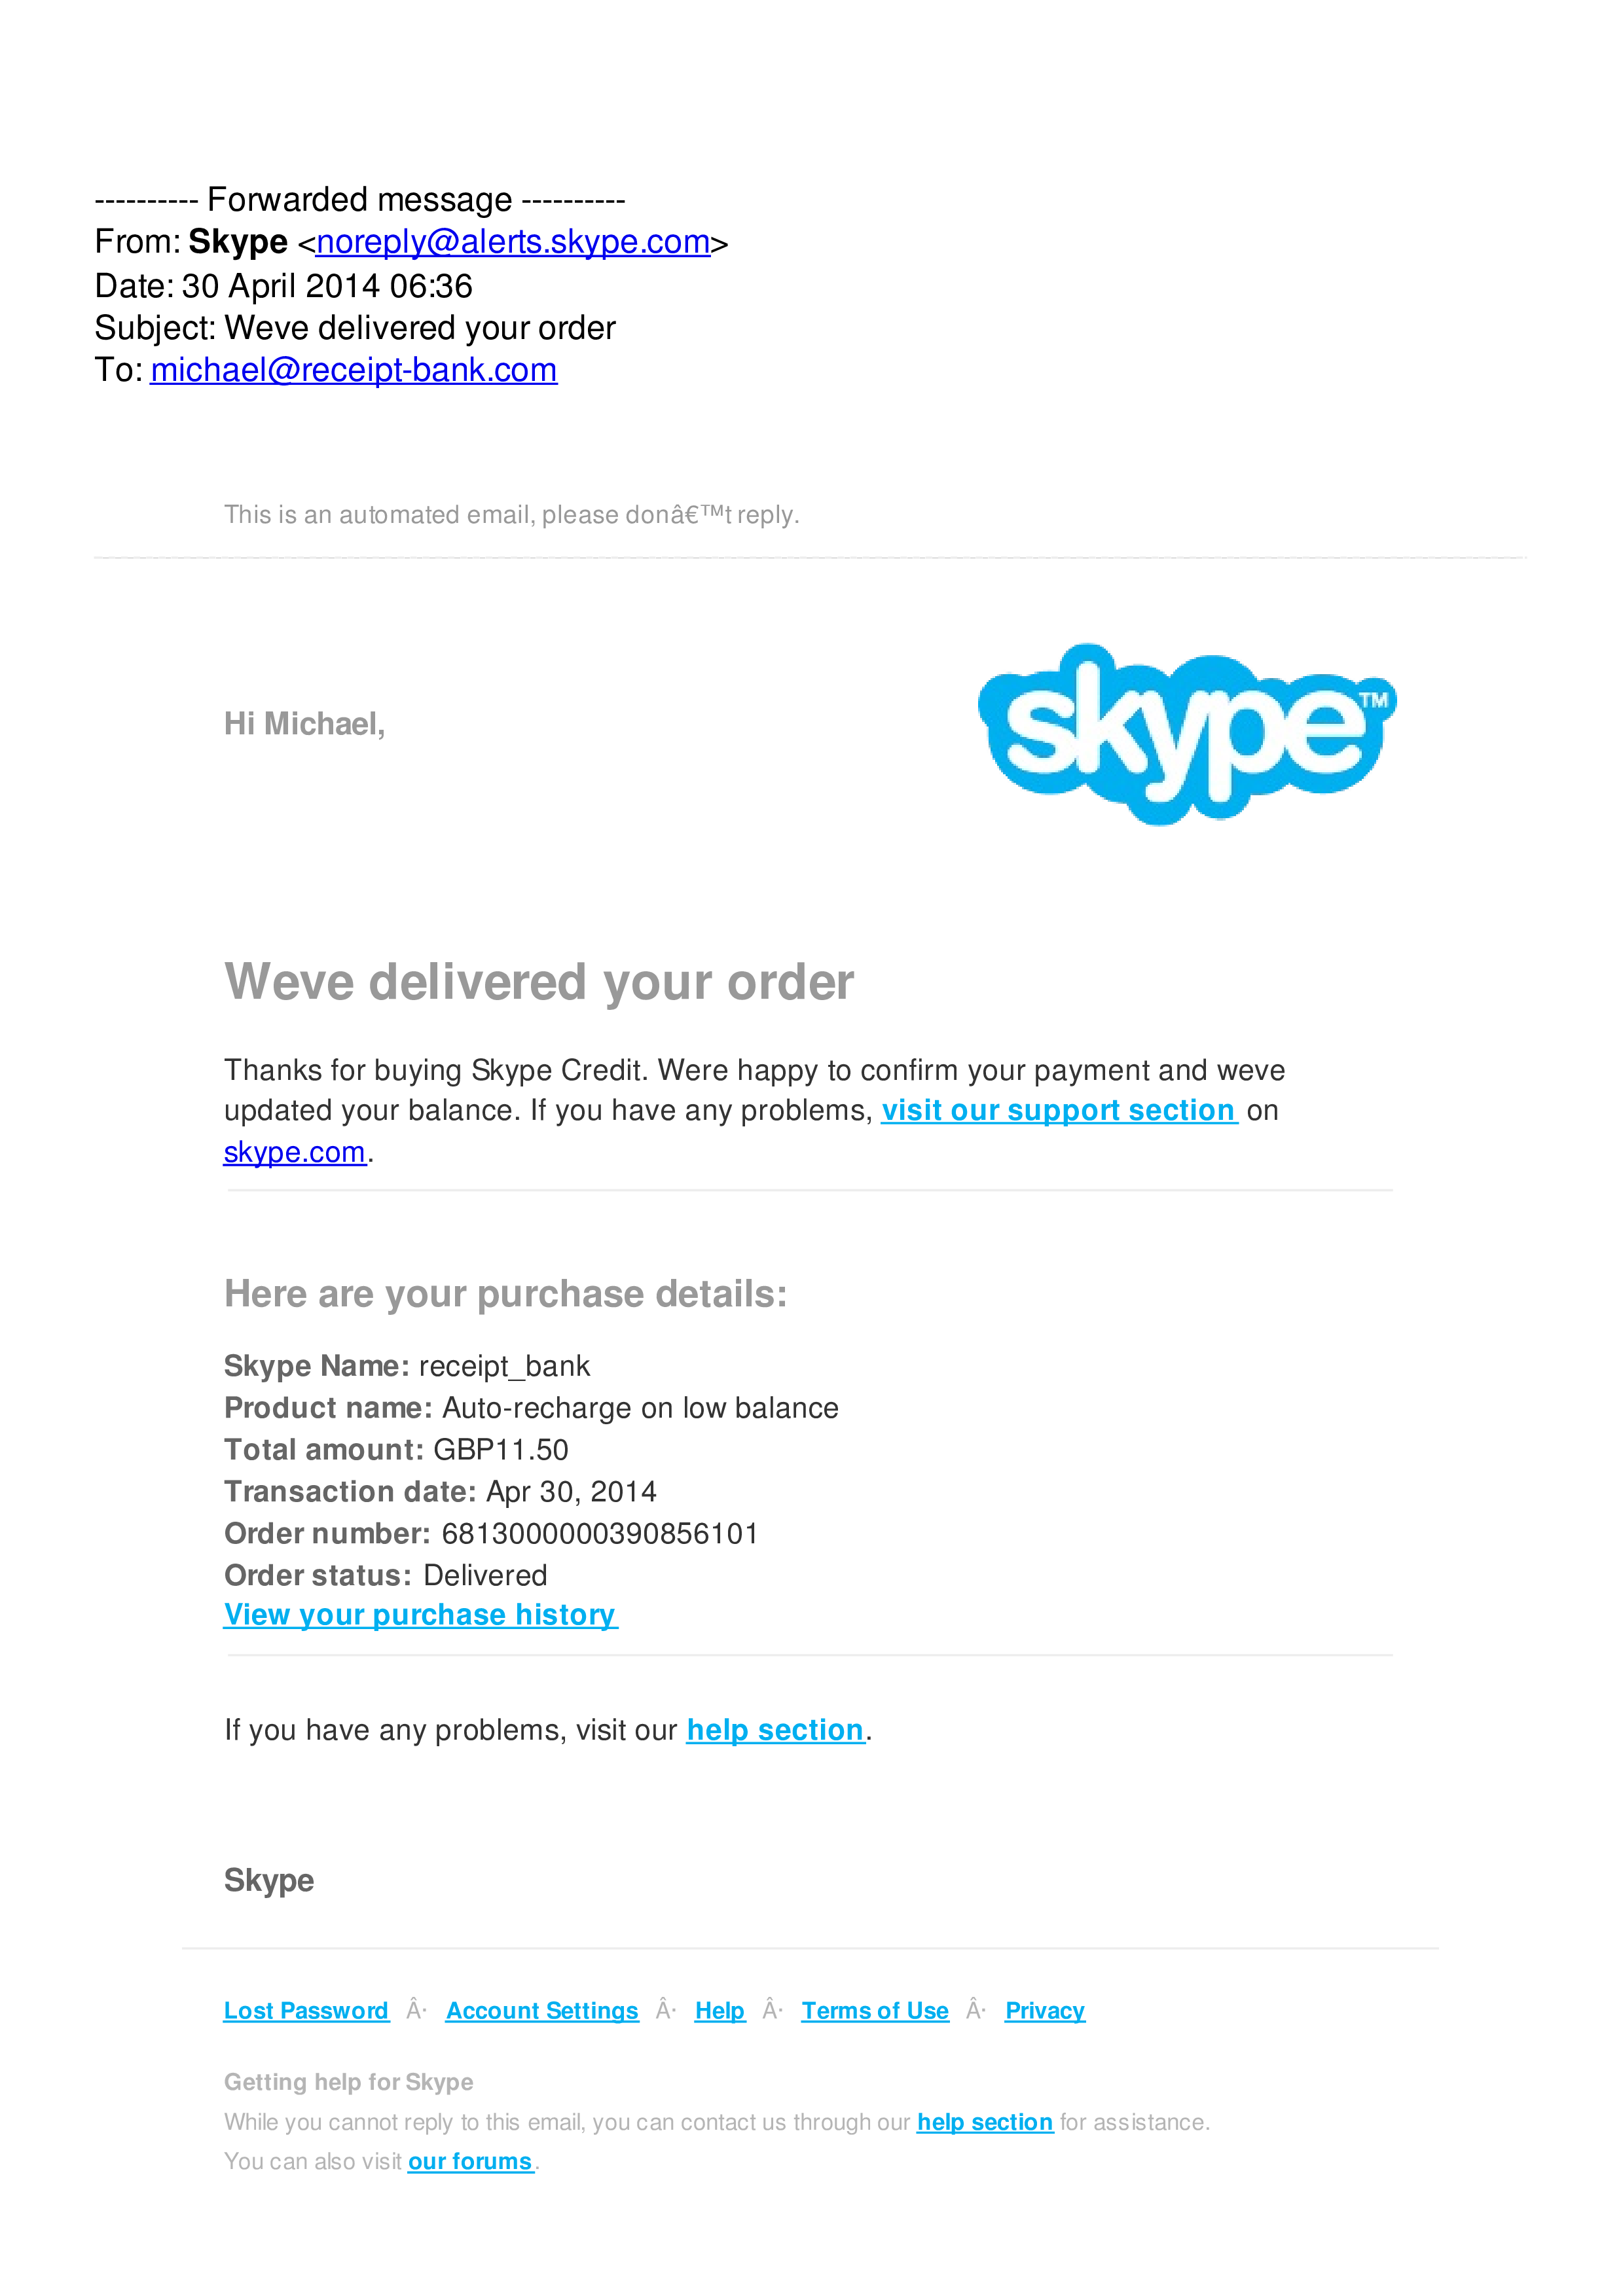 ---------- Forwarded message ----------
From: Skype <noreply@alerts.skype.com>
Date: 30 April 2014 06:36
Subject: Weve delivered your order
To: michael@receipt-bank.com
This is an automated email, please donâ€™t reply.
Hi Michael,
skype™
Weve delivered your order
Thanks for buying Skype Credit. Were happy to confirm your payment and weve
updated your balance. If you have any problems, visit our support section on
skype.com.
Here are your purchase details:
Skype Name: receipt_bank
Product name: Auto-recharge on low balance
Total amount: GBP11.50
Transaction date: Apr 30, 2014
Order number: 6813000000390856101
Order status: Delivered
View your purchase history
If you have any problems, visit our help section.
Skype
Lost Password Â· Account Settings Â· Help Â· Terms of Use Â· Privacy
Getting help for Skype
While you cannot reply to this email, you can contact us through our help section for assistance.
You can also visit our forums.